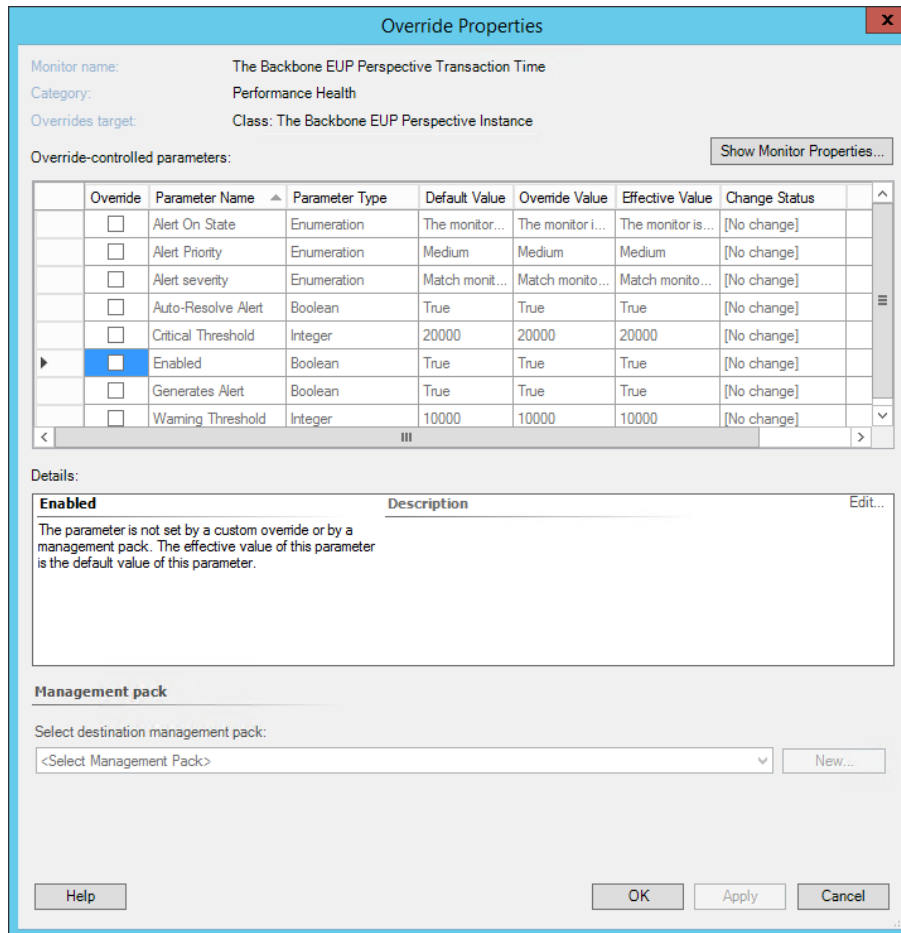 Override Properties
x
Monitor name: The Backbone EUP Perspective Transaction Time
Category: Performance Health
Overrides target: Class: The Backbone EUP Perspective Instance
Override-controlled parameters:
Show Monitor Properties...
Override Parameter Name Parameter Type Default Value Override Value Effective Value Change Status
Alert On State Enumeration The monitor... The monitor i... The monitor is... [No change]
Alert Priority Enumeration Medium Medium Medium [No change]
Alert severity Enumeration Match monit... Match monito... Match monito... [No change]
Auto-Resolve Alert Boolean True True True [No change]
Critical Threshold Integer 20000 20000 20000 [No change]
Enabled Boolean True True True [No change]
Generates Alert Boolean True True True [No change]
Warning Threshold Integer 10000 10000 10000 [No change]
Details:
Enabled Description Edit...
The parameter is not set by a custom override or by a
management pack. The effective value of this parameter
is the default value of this parameter.
Management pack
Select destination management pack:
<Select Management Pack> New...
Help OK Apply Cancel